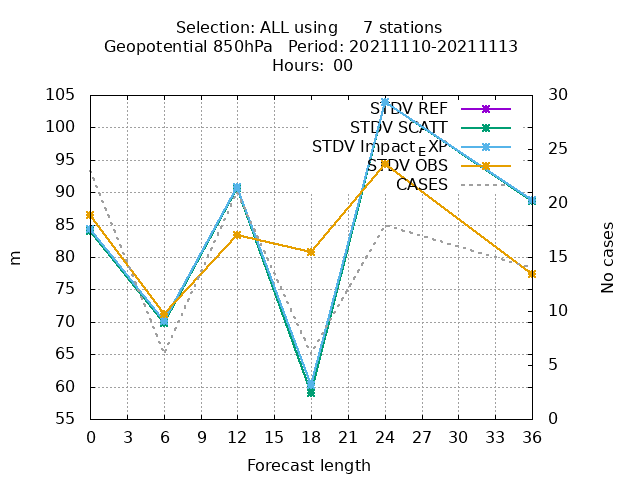 Selection: ALL using 7 stations
Geopotential 850hPa Period: 20211110-20211113
Hours: 00
105
100
95
90
85
80
75
70
65
60
55
30
25
20
15
10
5
0
STDV REF
STDV SCATT
STDV Impact_EXP
STDV OBS
CASES
m
No cases
0 3 6 9 12 15 18 21 24 27 30 33 36
Forecast length